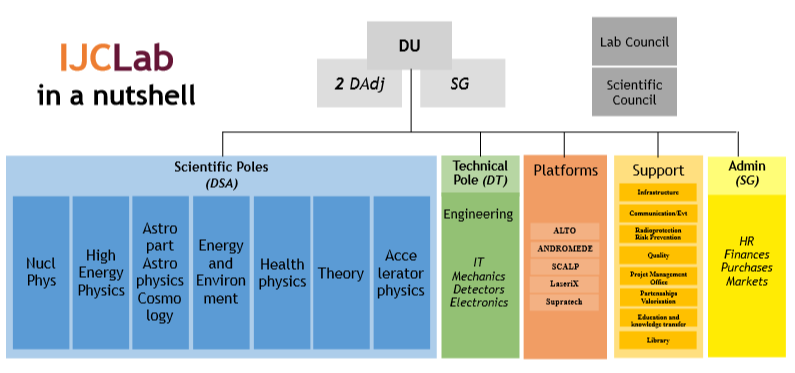 IJCLab
in a nutshell
DU
2 DAdj
SG
Lab Council
Scientific
Council
Scientific Poles
(DSA)
Nucl
Phys
High
Energy
Physics
Astro
part
Astro
physics
Cosmo
logy
Energy
and
Environ
ment
Health
physics
Theory
Acce
lerator
physics
Technical
Pole (DT)
Engineering
IT
Mechanics
Detectors
Electronics
Platforms
ALTO
ANDROMEDE
SCALP
LaseriX
Supratech
Support
Infrastructure
Communication/Evt
Radioprotection
Risk Prevention
Quality
Projet Management
Office
Partenaships
Valorisation
Education and
knowledge transfer
Library
Admin
(SG)
HR
Finances
Purchases
Markets